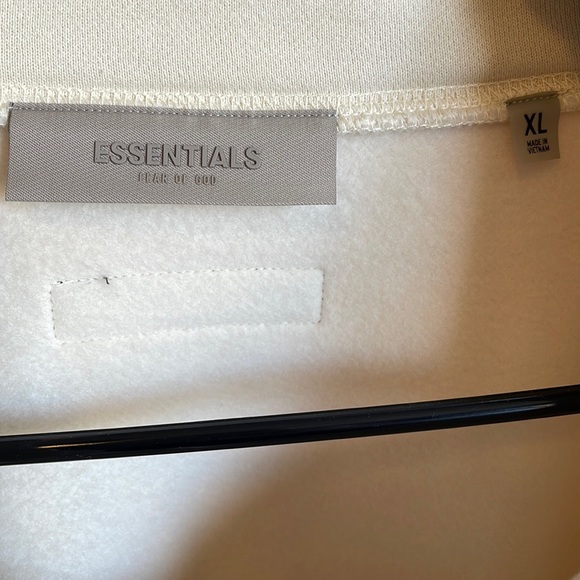 ESSENTIALS
FEAR OF GOD
XL
MADE IN
VIETNAM